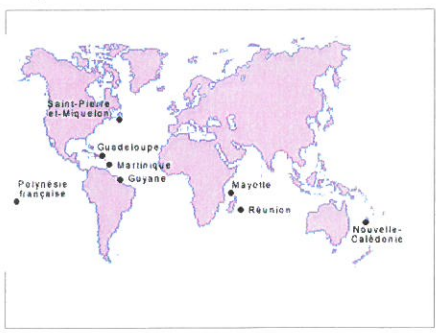 Saint-Pierre
et-Miquelon
Guadeloupe
Martinique
Guyane
Polynésie
française
Mayotte
Réunion
Nouvelle-
Calédonie